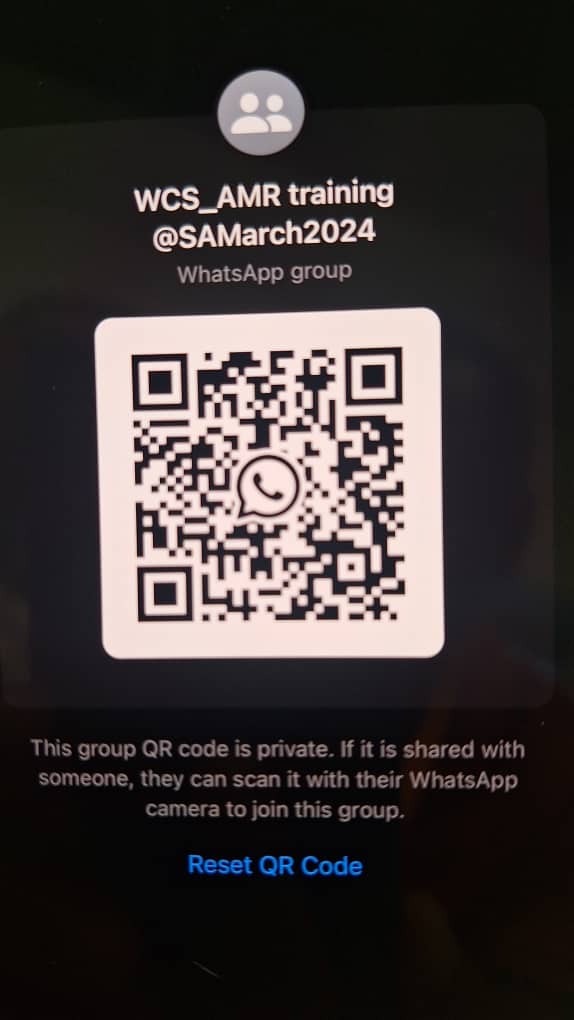 WCS_AMR training
@SAMarch2024
WhatsApp group
This group QR code is private. If it is shared with
someone, they can scan it with their WhatsApp
camera to join this group.
Reset QR Code